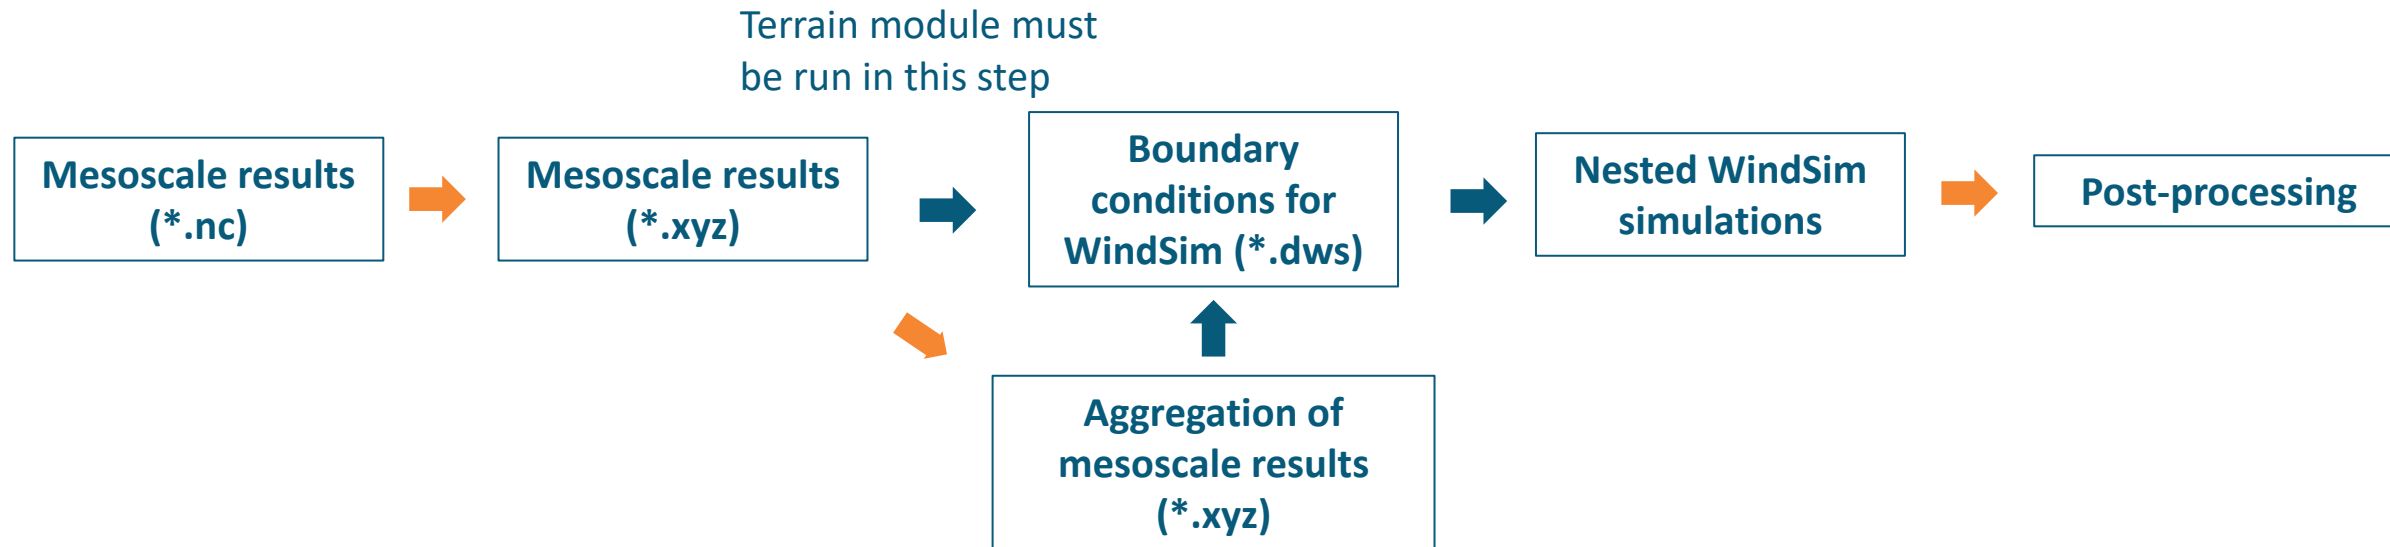 Terrain module must
be run in this step
Mesoscale results
(*.nc)
Mesoscale results
(*.xyz)
Boundary
conditions for
WindSim (*.dws)
Nested WindSim
simulations
Post-processing
Aggregation of
mesoscale results
(*.xyz)